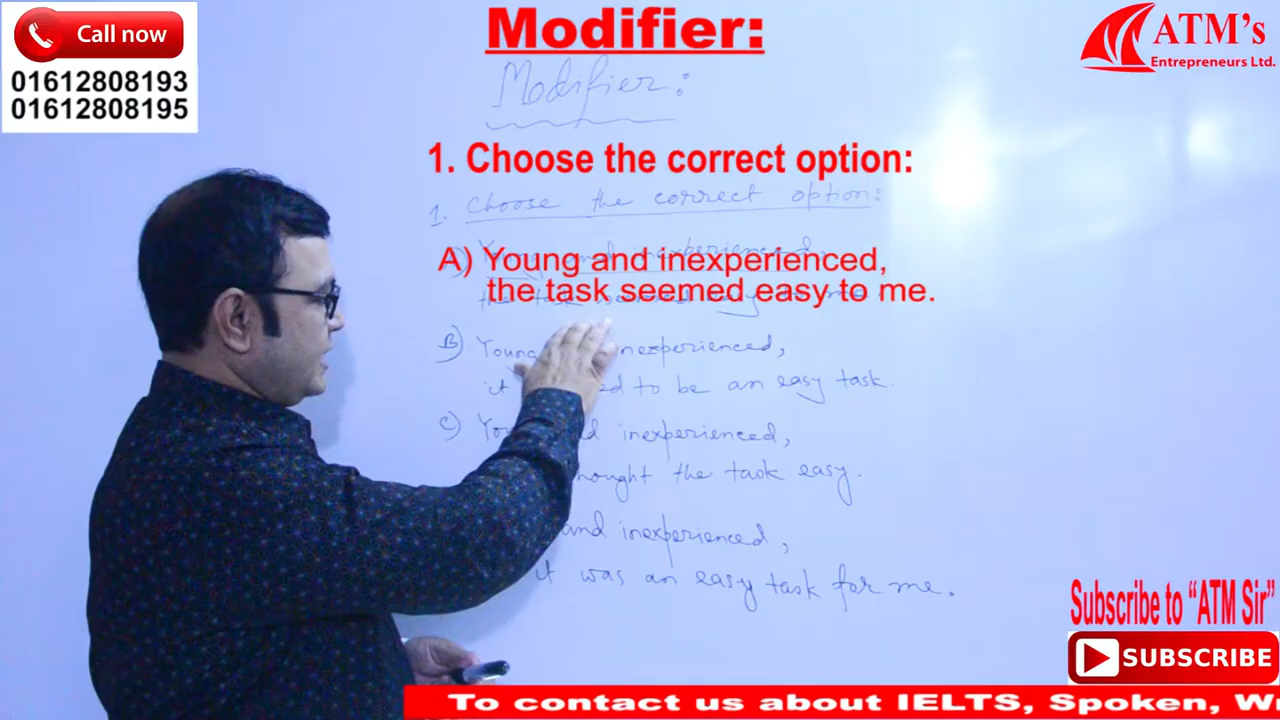 Call now
01612808193
01612808195
Modifier:
ATM's
Entrepreneurs Ltd.
Modifier:
1. Choose the correct option:
1. Choose the correct option:
A) Young and inexperienced,
the task seemed easy to me.
B) Young inexperienced,
it to be an easy task.
C) inexperienced,
the task easy.
and inexperienced,
it was an easy task for me.
Subscribe to "ATM Sir"
SUBSCRIBE
To contact us about IELTS, Spoken,